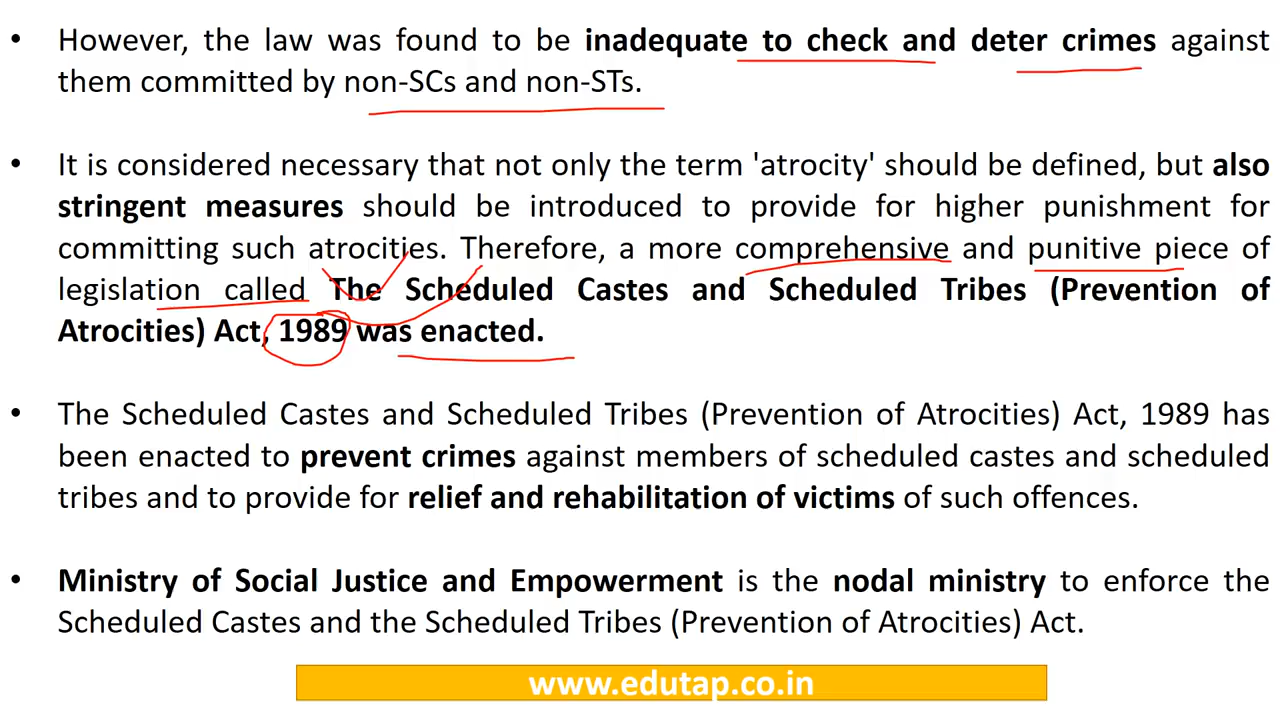 • However, the law was found to be inadequate to check and deter crimes against
them committed by non-SCs and non-STs.
• It is considered necessary that not only the term 'atrocity' should be defined, but also
stringent measures should be introduced to provide for higher punishment for
committing such atrocities. Therefore, a more comprehensive and punitive piece of
legislation called The Scheduled Castes and Scheduled Tribes (Prevention of
Atrocities) Act, 1989 was enacted.
• The Scheduled Castes and Scheduled Tribes (Prevention of Atrocities) Act, 1989 has
been enacted to prevent crimes against members of scheduled castes and scheduled
tribes and to provide for relief and rehabilitation of victims of such offences.
• Ministry of Social Justice and Empowerment is the nodal ministry to enforce the
Scheduled Castes and the Scheduled Tribes (Prevention of Atrocities) Act.
www.edutap.co.in